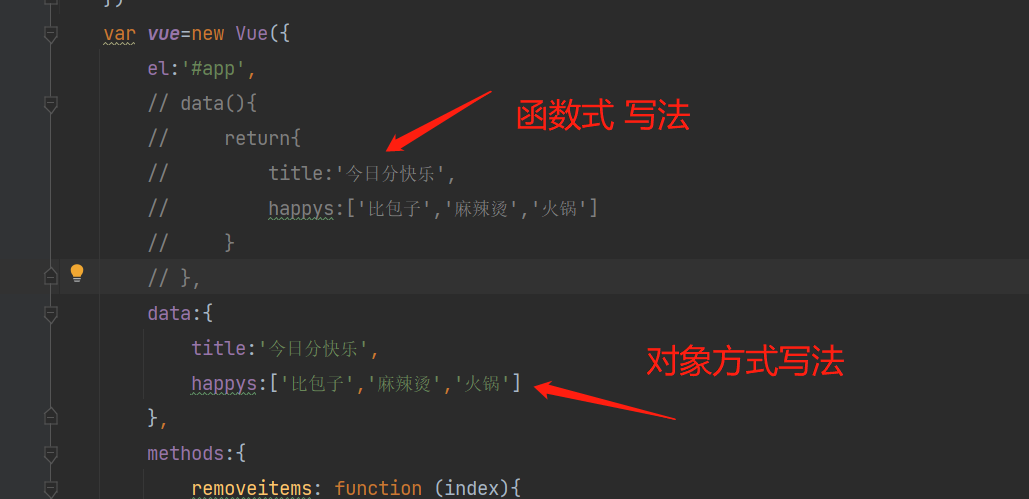 })
var vue=new Vue({
el:'#app',
// data(){
函数式 写法
// return{
// title:'今日分快乐',
// happys:['比包子','麻辣烫','火锅']
// }
// },
data:{
title:'今日分快乐',
对象方式写法
happys:['比包子','麻辣烫','火锅']
},
methods:{
removeitems: function (index){